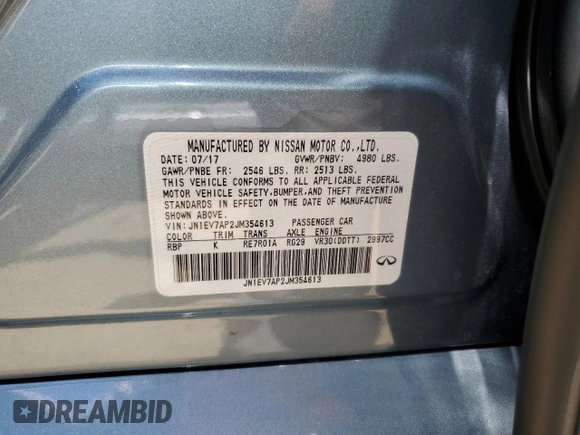 MANUFACTURED BY NISSAN MOTOR CO.,LTD.
DATE: 07/17 GVWR/PNBV: 4980 LBS.
GAWR/PNBE FR: 2546 LBS. RR: 2513 LBS.
THIS VEHICLE CONFORMS TO ALL APPLICABLE FEDERAL
MOTOR VEHICLE SAFETY,BUMPER,AND THEFT PREVENTION
STANDARDS IN EFFECT ON THE DATE OF MANUFACTURE
SHOWN ABOVE.
VIN:JN1EV7AP2JM354613 PASSENGER CAR
COLOR TRIM TRANS AXLE ENGINE
RBP K RE7R01A RG29 VR30(DDTT) 2997CC
JN1EV7AP2JM354613
DREAMBID